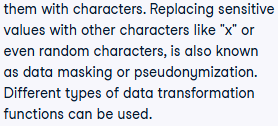 them with characters. Replacing sensitive
values with other characters like "x" or
even random characters, is also known
as data masking or pseudonymization.
Different types of data transformation
functions can be used.